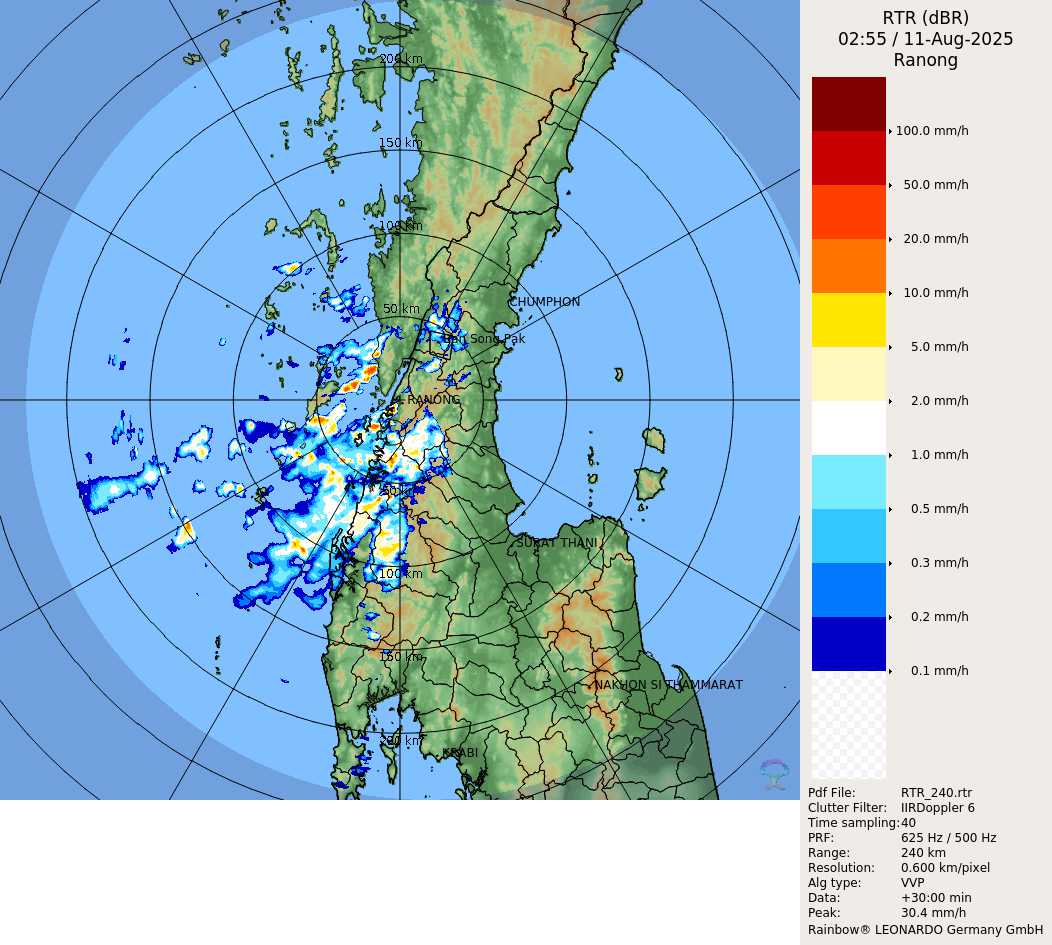 RTR (dBR)
02:55 / 11-Aug-2025
Ranong
200 km
150 km
100 km
50 km
CHUMPHON
Ban Song Pak
RANONG
50 km
SURAT THANI
100 km
150 km
NAKHON SI THAMMARAT
200 km
KRABI
100.0 mm/h
50.0 mm/h
20.0 mm/h
10.0 mm/h
5.0 mm/h
2.0 mm/h
1.0 mm/h
0.5 mm/h
0.3 mm/h
0.2 mm/h
0.1 mm/h
Pdf File: RTR_240.rtr
Clutter Filter: IIRDoppler 6
Time sampling:40
PRF: 625 Hz / 500 Hz
Range: 240 km
Resolution: 0.600 km/pixel
Alg type: VVP
Data: +30:00 min
Peak: 30.4 mm/h
Rainbow® LEONARDO Germany GmbH